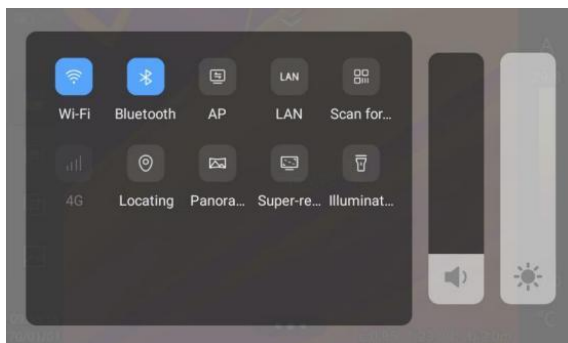 LAN
Wi-Fi Bluetooth AP LAN Scan for...
4G Locating Panora... Super-re... Illuminat...